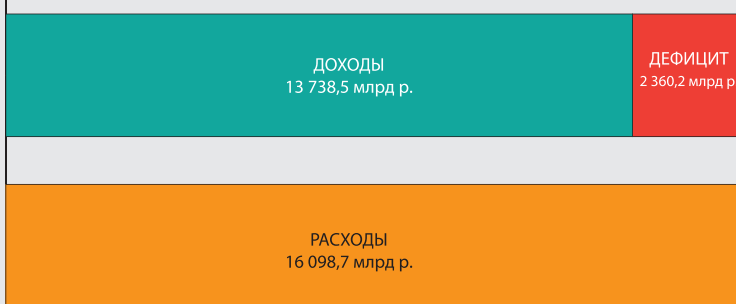 ДОХОДЫ
13 738,5 млрд р.
ДЕФИЦИТ
2 360,2 млрд р
РАСХОДЫ
16 098,7 млрд р.